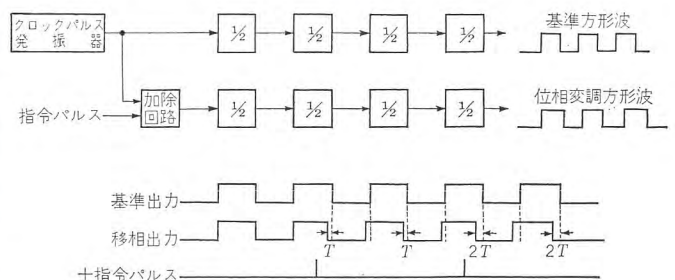 クロックパルス
発振器
½ ½ ½ ½
基準方形波
指令パルス
加除
回路
½ ½ ½ ½
位相変調方形波
基準出力
移相出力
T T 2T 2T
十指令パルス